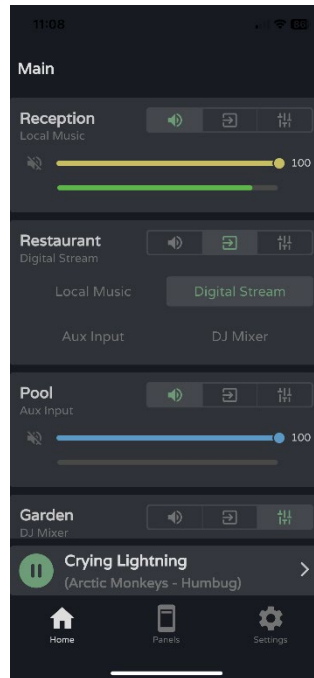 11:08
Main
Reception
Local Music
100
Restaurant
Digital Stream
Local Music Digital Stream
Aux Input DJ Mixer
Pool
Aux Input
100
Garden
DJ Mixer
Crying Lightning
(Arctic Monkeys - Humbug)
Home Panels Settings